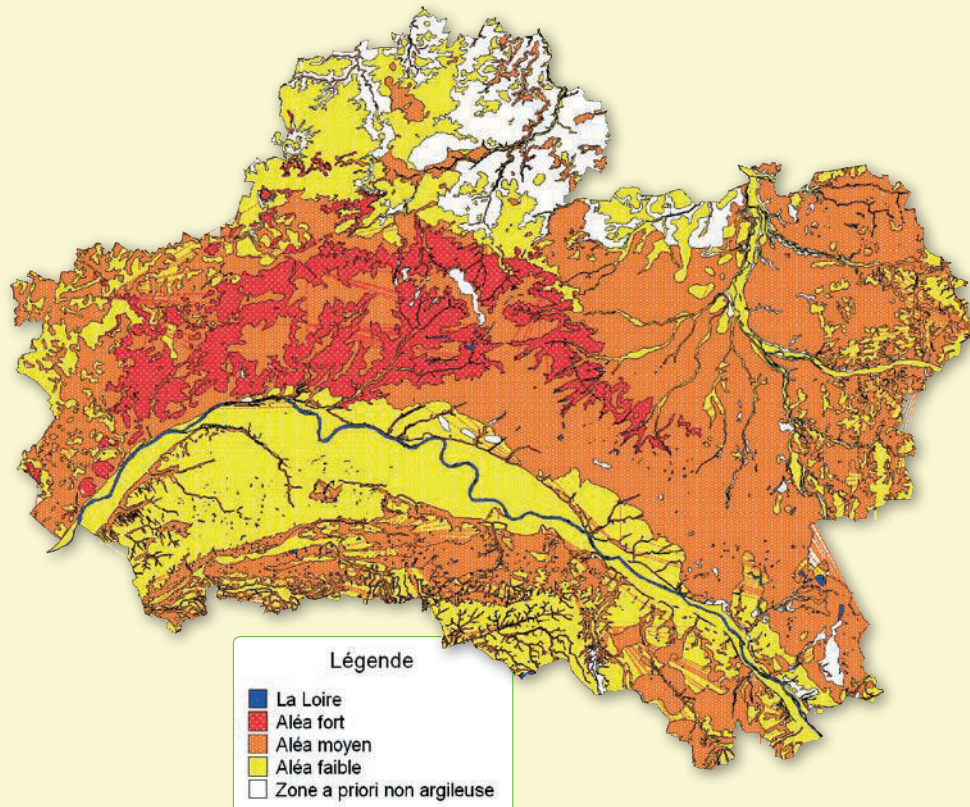 Légende
La Loire
Aléa fort
Aléa moyen
Aléa faible
Zone a priori non argileuse